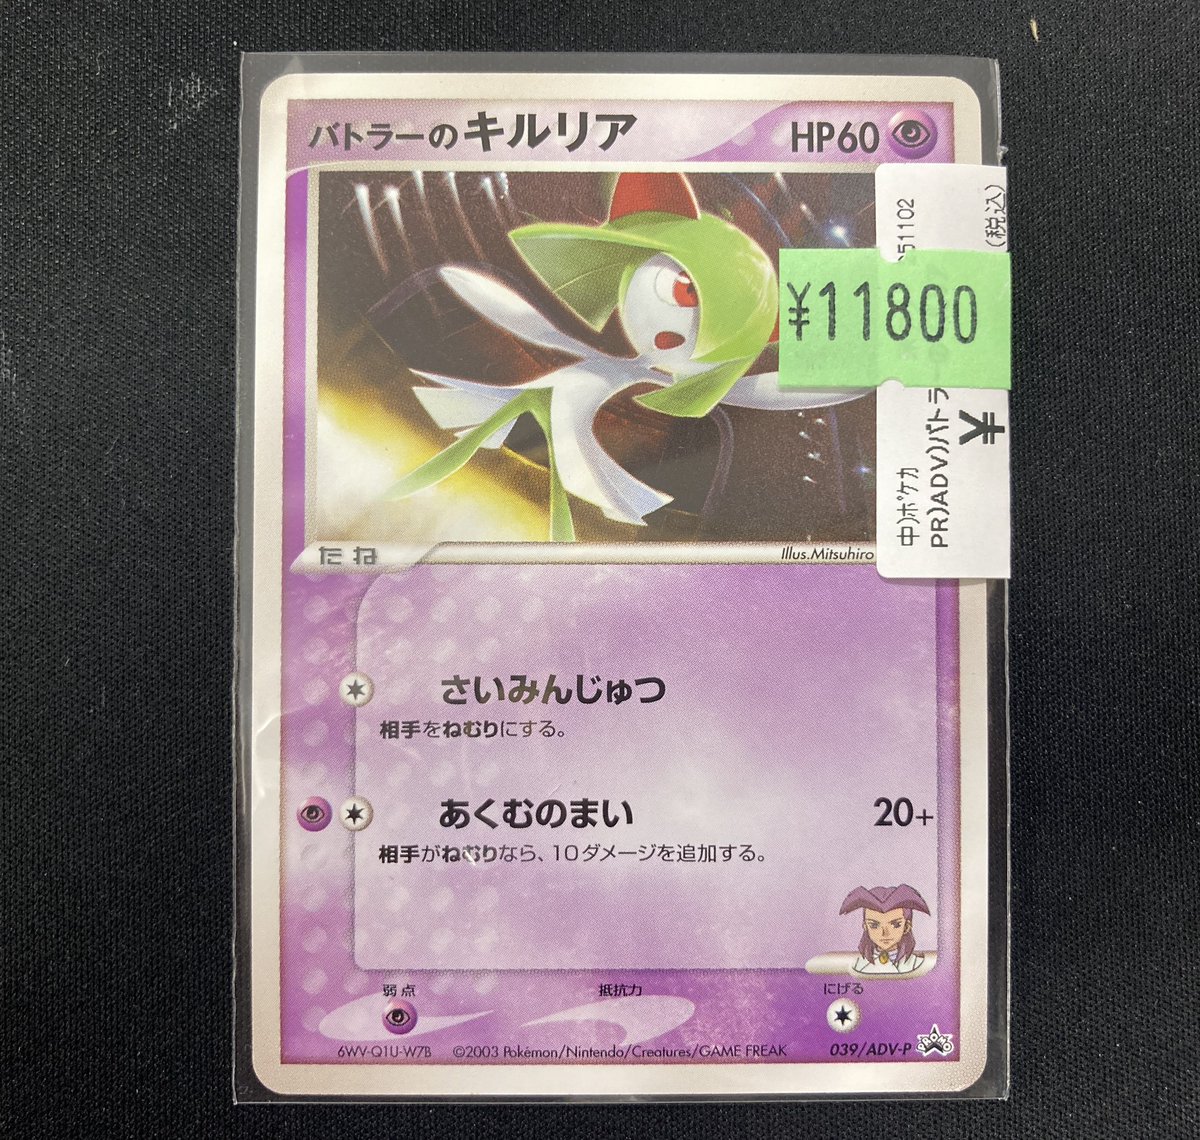 バトラーのキルリア HP60
51102
(税込)
¥11800
¥
中)ポケカ
PR)ADV)バトラ
たね
Illus.Mitsuhiro
さいみんじゅつ
相手をねむりにする。
あくむのまい 20+
相手がねむりなら、10ダメージを追加する。
弱点 抵抗力 にげる
6WV-Q1U-W7B ©2003 Pokémon/Nintendo/Creatures/GAME FREAK 039/ADV-P PROMO